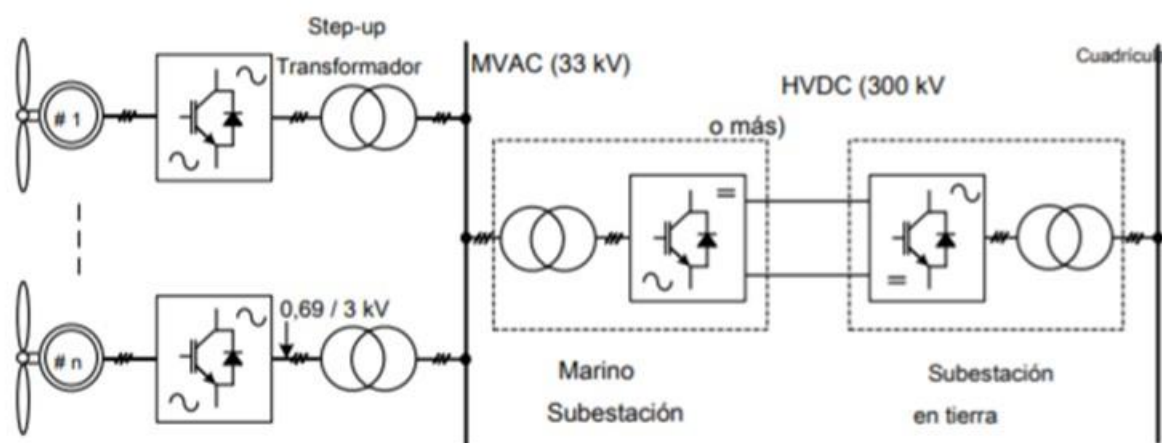 Step-up
Transformador
MVAC (33 kV)
HVDC (300 kV
o más)
# 1
# n
0,69 / 3 kV
Marino
Subestación
Subestación
en tierra